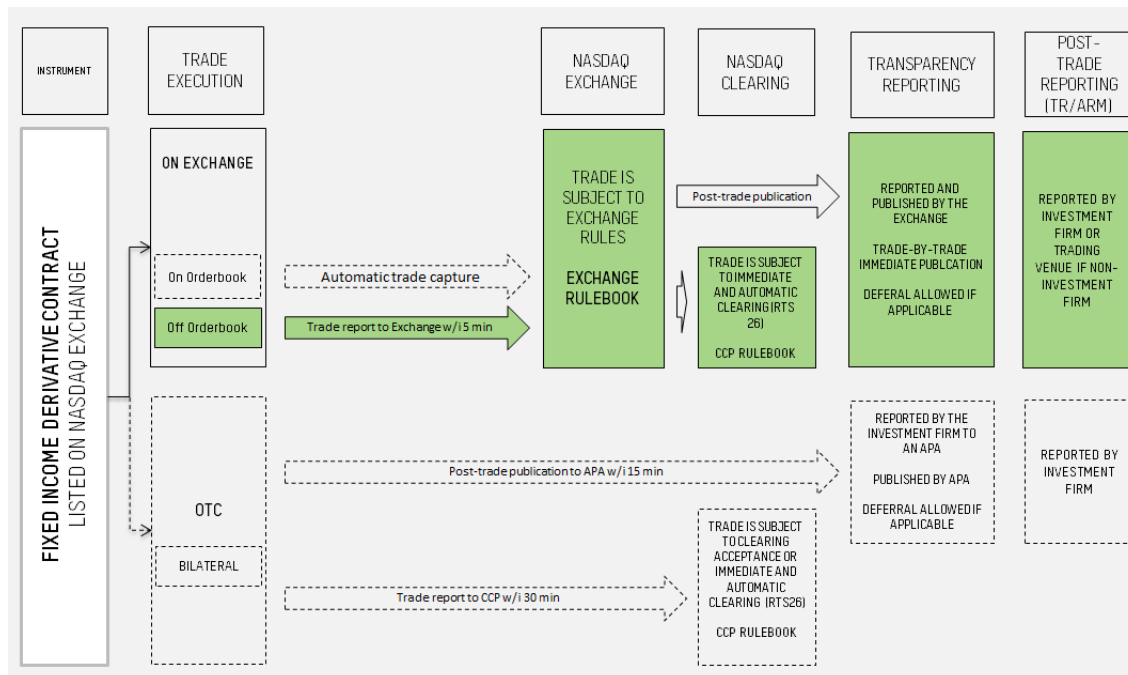 INSTRUMENT
TRADE
EXECUTION
NASDAQ
EXCHANGE
NASDAQ
CLEARING
TRANSPARENCY
REPORTING
POST-
TRADE
REPORTING
(TR/ARM)
FIXED INCOME DERIVATIVE CONTRACT
LISTED ON NASDAQ EXCHANGE
ON EXCHANGE
On Orderbook
Off Orderbook
Automatic trade capture
Trade report to Exchange w/i 5 min
TRADE IS
SUBJECT TO
EXCHANGE
RULES
EXCHANGE
RULEBOOK
Post-trade publication
TRADE IS SUBJECT
TO IMMEDIATE
AND AUTOMATIC
CLEARING (RTS
26)
CCP RULEBOOK
REPORTED AND
PUBLISHED BY THE
EXCHANGE
TRADE-BY-TRADE
IMMEDIATE PUBLCATION
DEFERAL ALLOWED IF
APPLICABLE
REPORTED BY
INVESTMENT
FIRM OR
TRADING
VENUE IF NON-
INVESTMENT
FIRM
OTC
BILATERAL
Post-trade publication to APA w/i 15 min
Trade report to CCP w/i 30 min
TRADE IS SUBJECT
TO CLEARING
ACCEPTANCE OR
IMMEDIATE AND
AUTOMATIC
CLEARING (RTS26)
CCP RULEBOOK
REPORTED BY THE
INVESTMENT FIRM TO
AN APA
PUBLISHED BY APA
DEFERRAL ALLOWED IF
APPLICABLE
REPORTED BY
INVESTMENT
FIRM